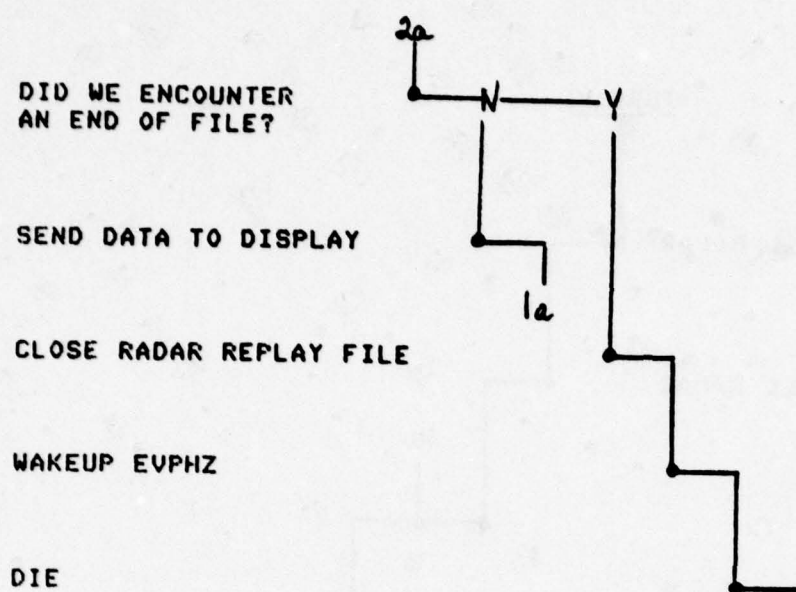 2a
DID WE ENCOUNTER N Y
AN END OF FILE?
SEND DATA TO DISPLAY
1a
CLOSE RADAR REPLAY FILE
WAKEUP EVPHZ
DIE